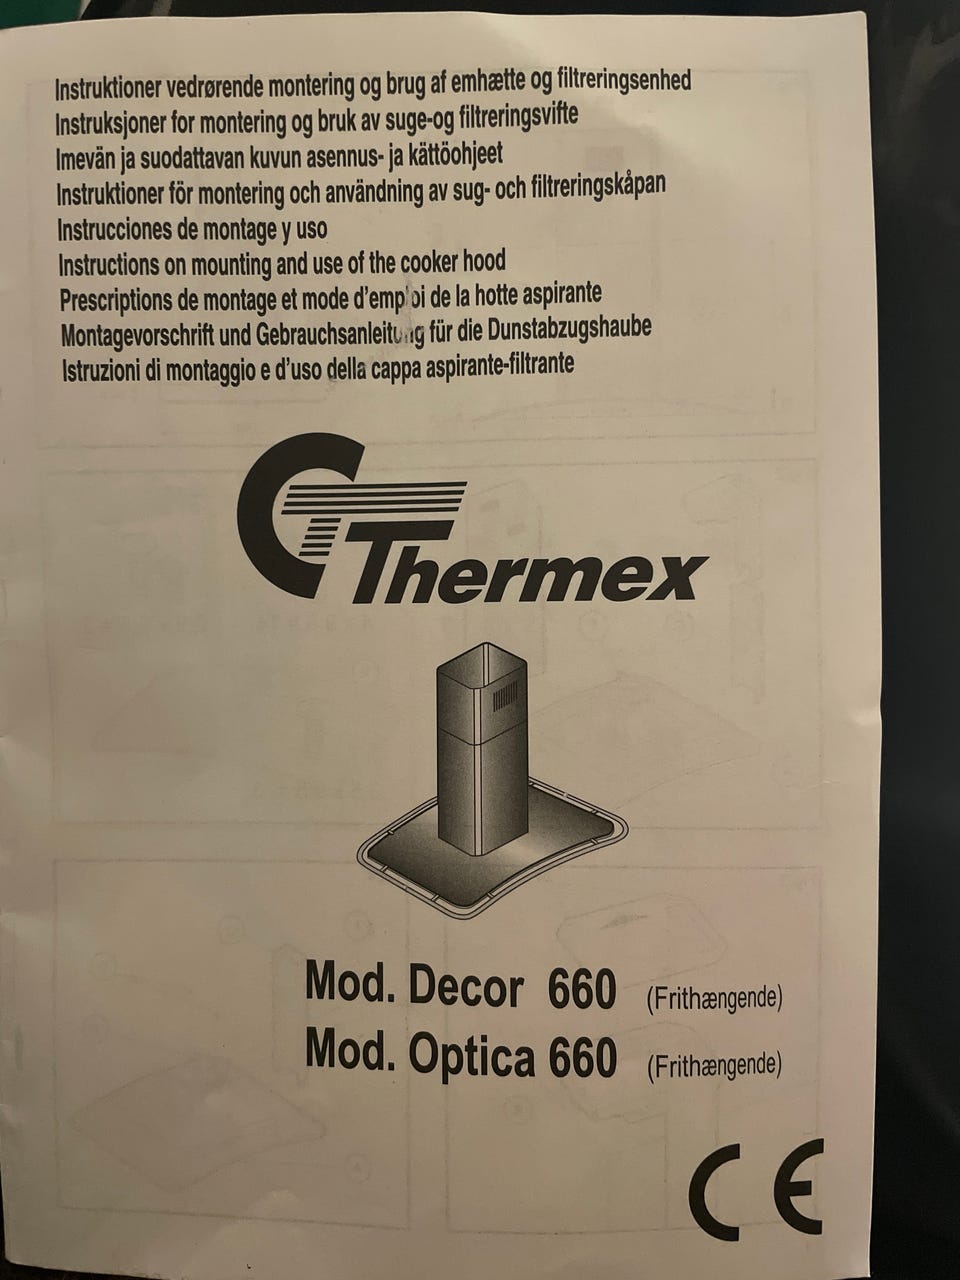 Instruktioner vedrørende montering og brug af emhætte og filtreringsenhed
Instruksjoner for montering og bruk av suge-og filtreringsvifte
Imevän ja suodattavan kuvun asennus- ja kättöohjeet
Instruktioner för montering och användning av sug- och filtreringskåpan
Instrucciones de montage y uso
Instructions on mounting and use of the cooker hood
Prescriptions de montage et mode d'emploi de la hotte aspirante
Montagevorschrift und Gebrauchsanleitung für die Dunstabzugshaube
Istruzioni di montaggio e d'uso della cappa aspirante-filtrante
Thermex
Mod. Decor 660 (Frithængende)
Mod. Optica 660 (Frithængende)
CE